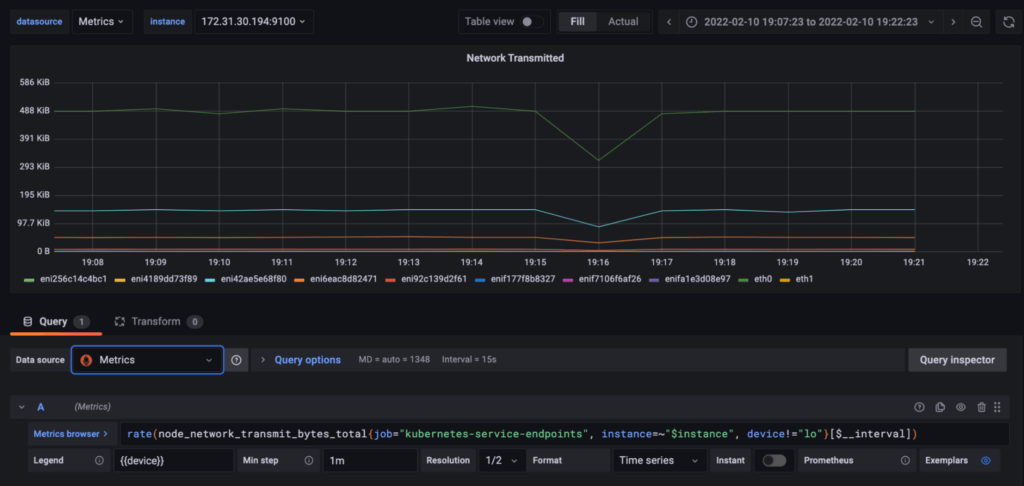 datasource Metrics instance 172.31.30.194:9100 Table view Fill Actual 2022-02-10 19:07:23 to 2022-02-10 19:22:23
Network Transmitted
586 KiB
488 KiB
391 KiB
293 KiB
195 KiB
97.7 KiB
0 B
19:08 19:09 19:10 19:11 19:12 19:13 19:14 19:15 19:16 19:17 19:18 19:19 19:20 19:21 19:22
eni256c14c4bc1 eni4189dd73f89 eni42ae5e68f80 eni6eac8d82471 eni92c139d2f61 enif177f8b8327 enif7106f6af26 enifa1e3d08e97 eth0 eth1
Query 1 Transform 0
Data source Metrics Query options MD = auto = 1348 Interval = 15s Query inspector
A (Metrics)
Metrics browser rate(node_network_transmit_bytes_total{job="kubernetes-service-endpoints", instance=~"$instance", device!="lo"}[$__interval])
Legend {{device}} Min step 1m Resolution 1/2 Format Time series Instant Prometheus Exemplars